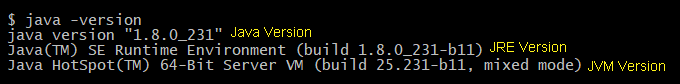 $ java -version
java version "1.8.0_231" Java Version
Java(TM) SE Runtime Environment (build 1.8.0_231-b11) JRE Version
Java HotSpot(TM) 64-Bit Server VM (build 25.231-b11, mixed mode) JVM Version